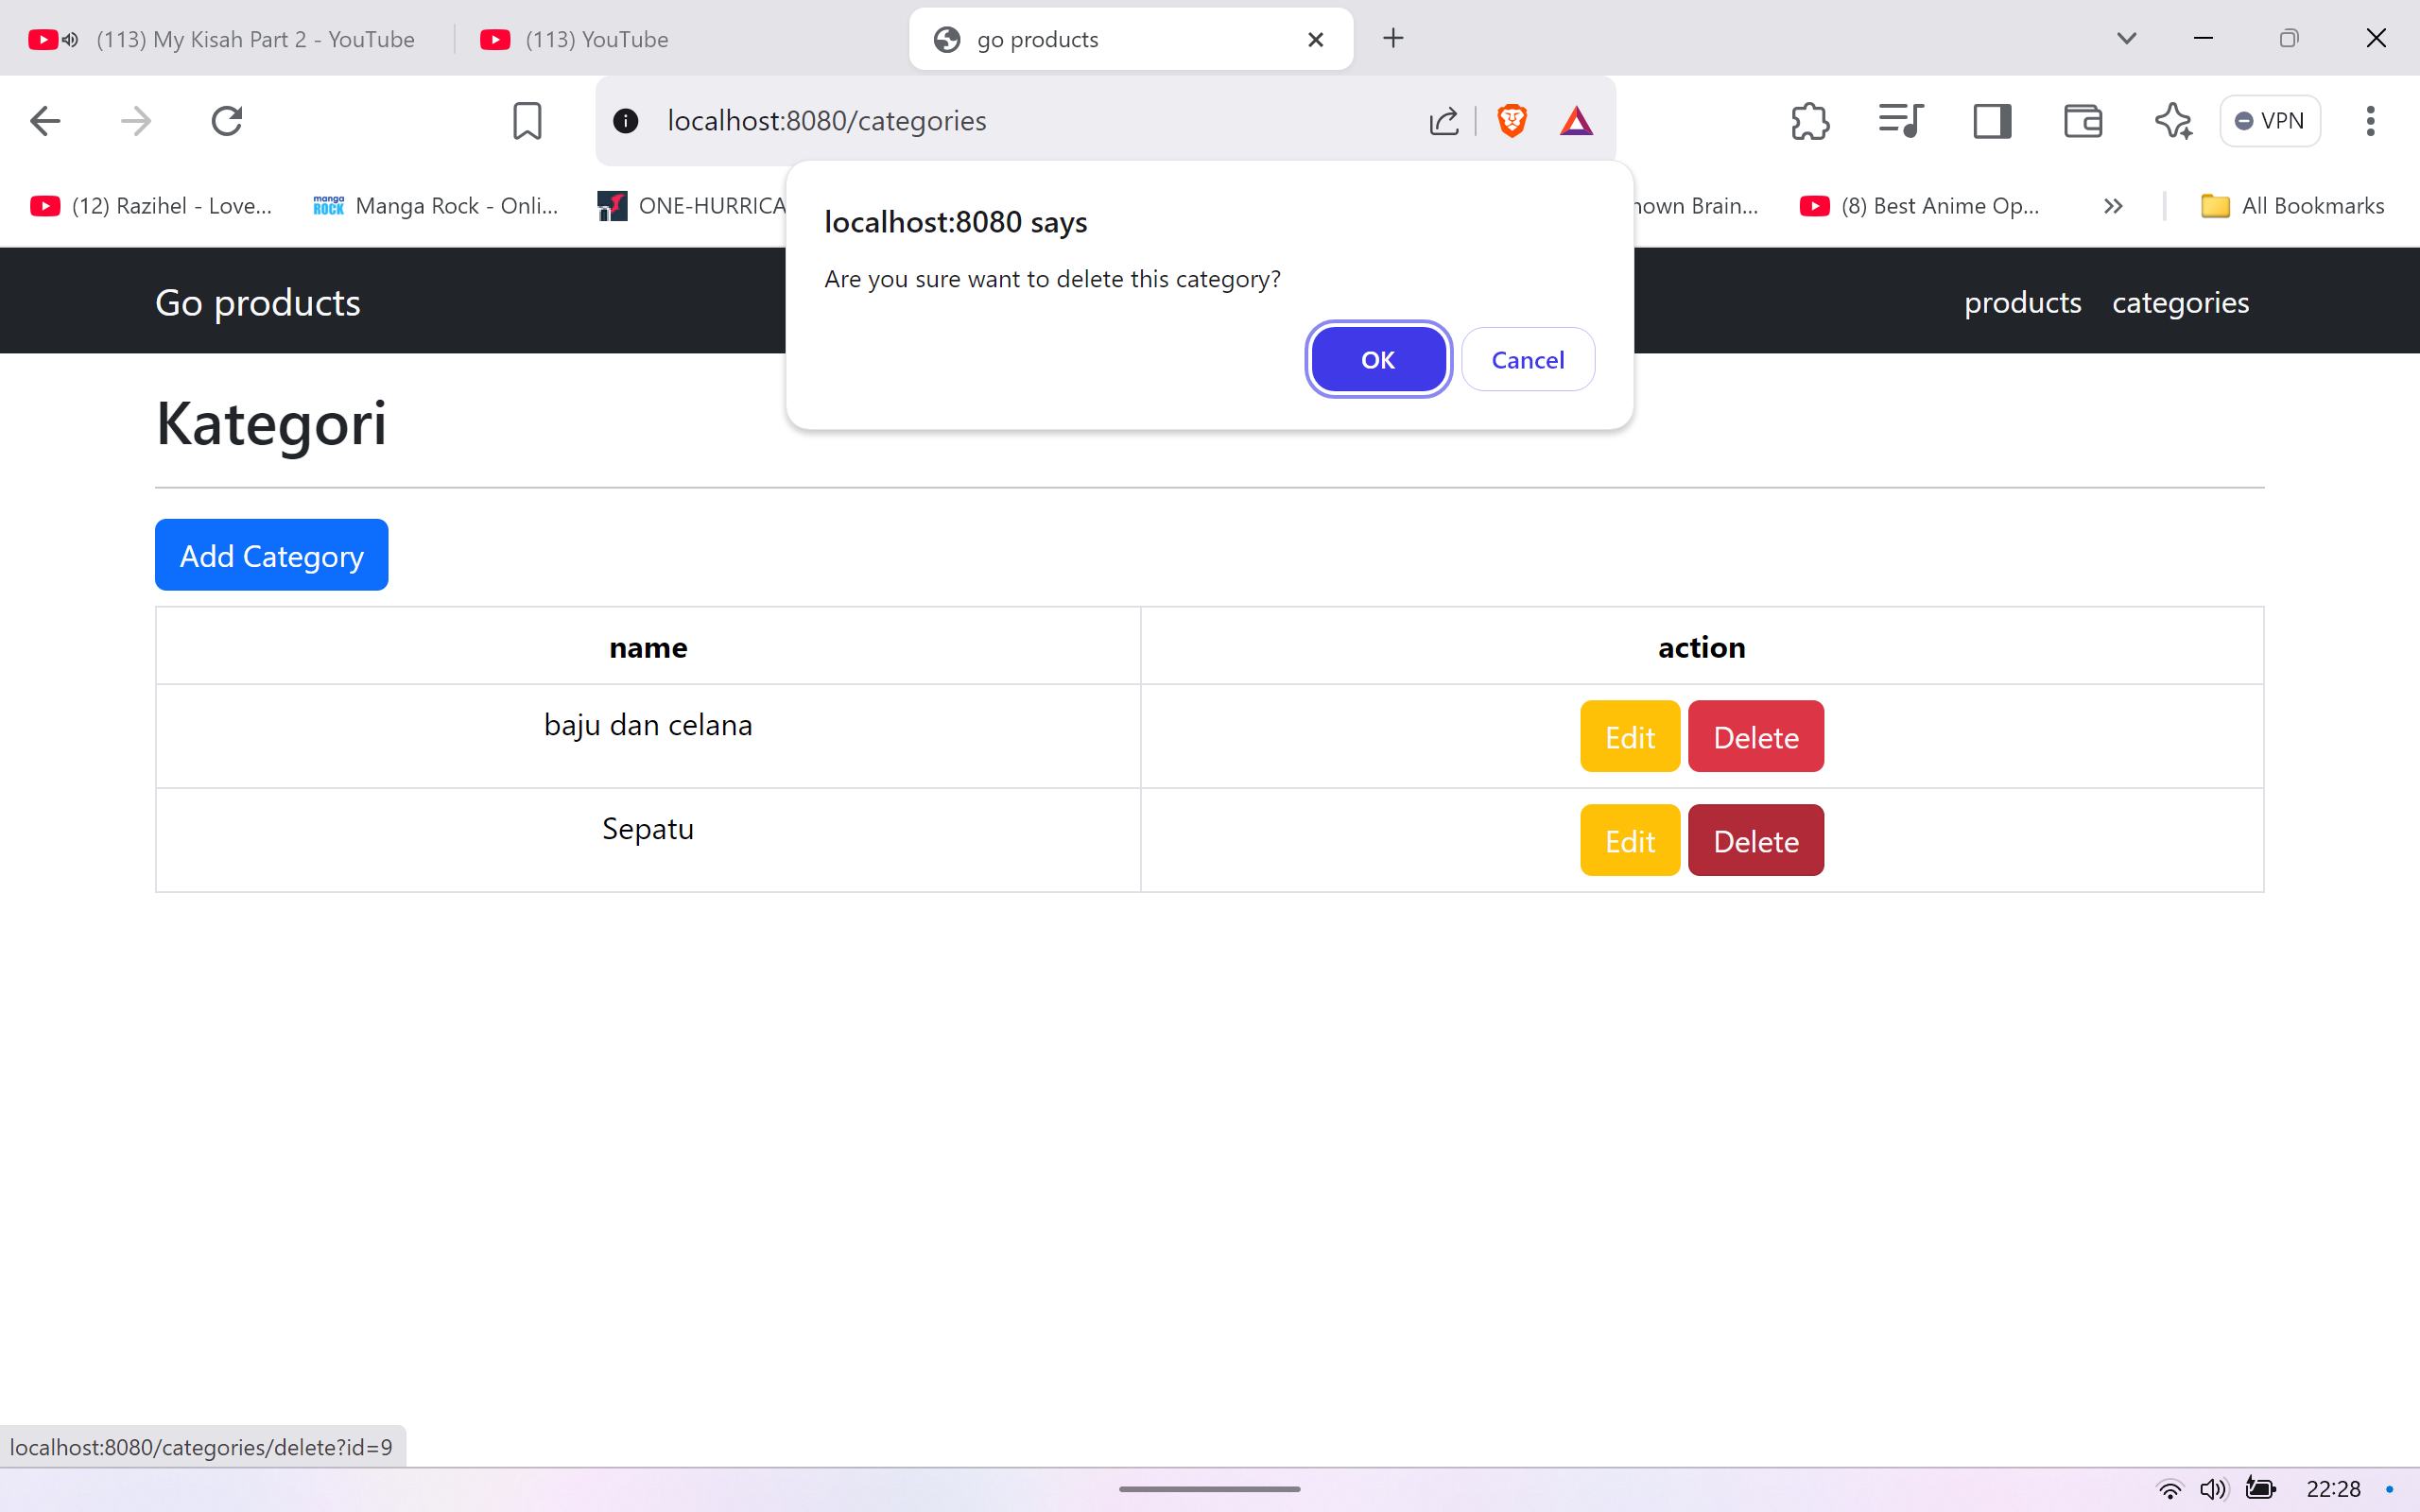 (113) My Kisah Part 2 - YouTube
(113) YouTube
go products
localhost:8080/categories
VPN
(12) Razihel - Love...
manga ROCK
Manga Rock - Onli...
ONE-HURRICA
nown Brain...
(8) Best Anime Op...
All Bookmarks
localhost:8080 says
Are you sure want to delete this category?
OK
Cancel
Go products
products
categories
Kategori
Add Category
name
action
baju dan celana
Edit
Delete
Sepatu
Edit
Delete
localhost:8080/categories/delete?id=9
22:28